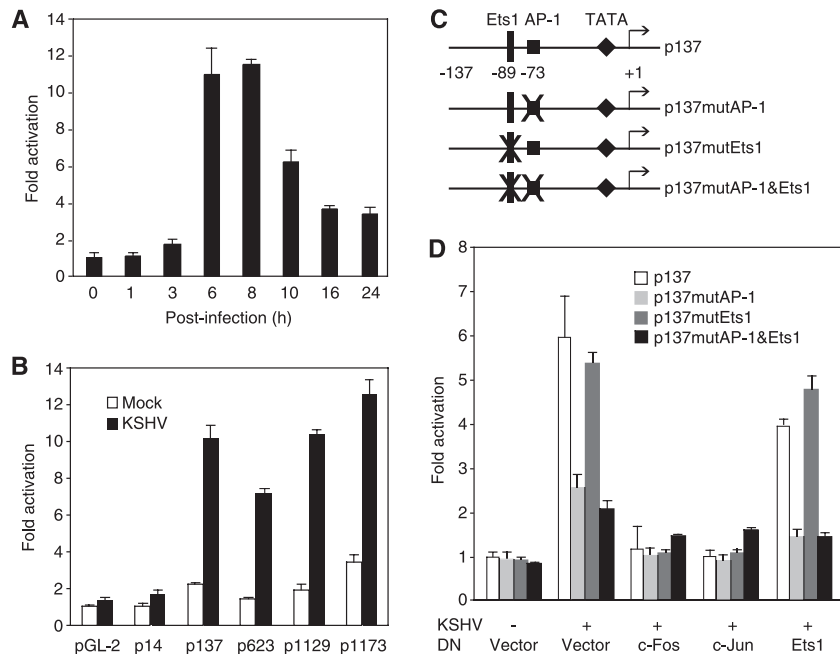 A
Fold activation
14
12
10
8
6
4
2
0
0 1 3 6 8 10 16 24
Post-infection (h)
B
Fold activation
14
12
10
8
6
4
2
0
Mock
KSHV
pGL-2 p14 p137 p623 p1129 p1173
C
Ets1 AP-1 TATA
p137
-137 -89 -73 +1
p137mutAP-1
p137mutEts1
p137mutAP-1&Ets1
D
Fold activation
8
7
6
5
4
3
2
1
0
p137
p137mutAP-1
p137mutEts1
p137mutAP-1&Ets1
KSHV - + + + +
DN Vector Vector c-Fos c-Jun Ets1